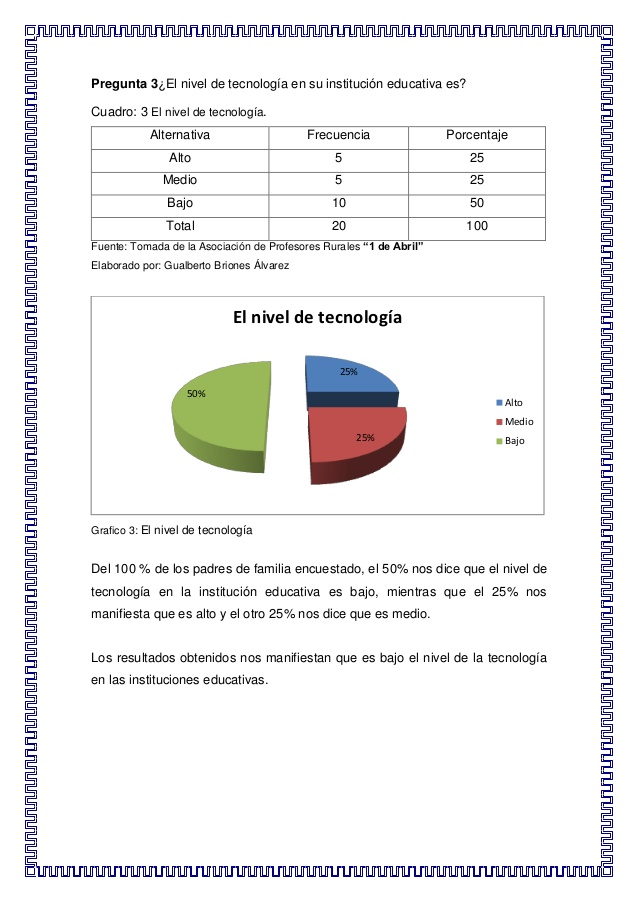 Pregunta 3¿El nivel de tecnología en su institución educativa es?
Cuadro: 3 El nivel de tecnología.
Alternativa Frecuencia Porcentaje
Alto 5 25
Medio 5 25
Bajo 10 50
Total 20 100
Fuente: Tomada de la Asociación de Profesores Rurales “1 de Abril”
Elaborado por: Gualberto Briones Álvarez
El nivel de tecnología
25%
50%
25%
Alto
Medio
Bajo
Grafico 3: El nivel de tecnología
Del 100 % de los padres de familia encuestado, el 50% nos dice que el nivel de
tecnología en la institución educativa es bajo, mientras que el 25% nos
manifiesta que es alto y el otro 25% nos dice que es medio.
Los resultados obtenidos nos manifiestan que es bajo el nivel de la tecnología
en las instituciones educativas.